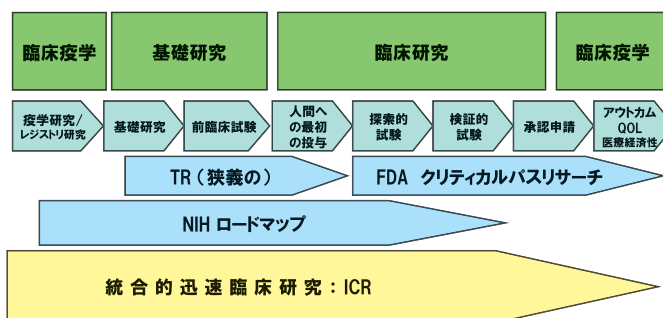 臨床疫学
基礎研究
臨床研究
臨床疫学
疫学研究/
レジストリ研究
基礎研究
前臨床試験
人間へ
の最初
の投与
探索的
試験
検証的
試験
承認申請
アウトカム
QOL
医療経済性
TR(狭義の)
FDA クリティカルパスリサーチ
NIH ロードマップ
統合的迅速臨床研究:ICR